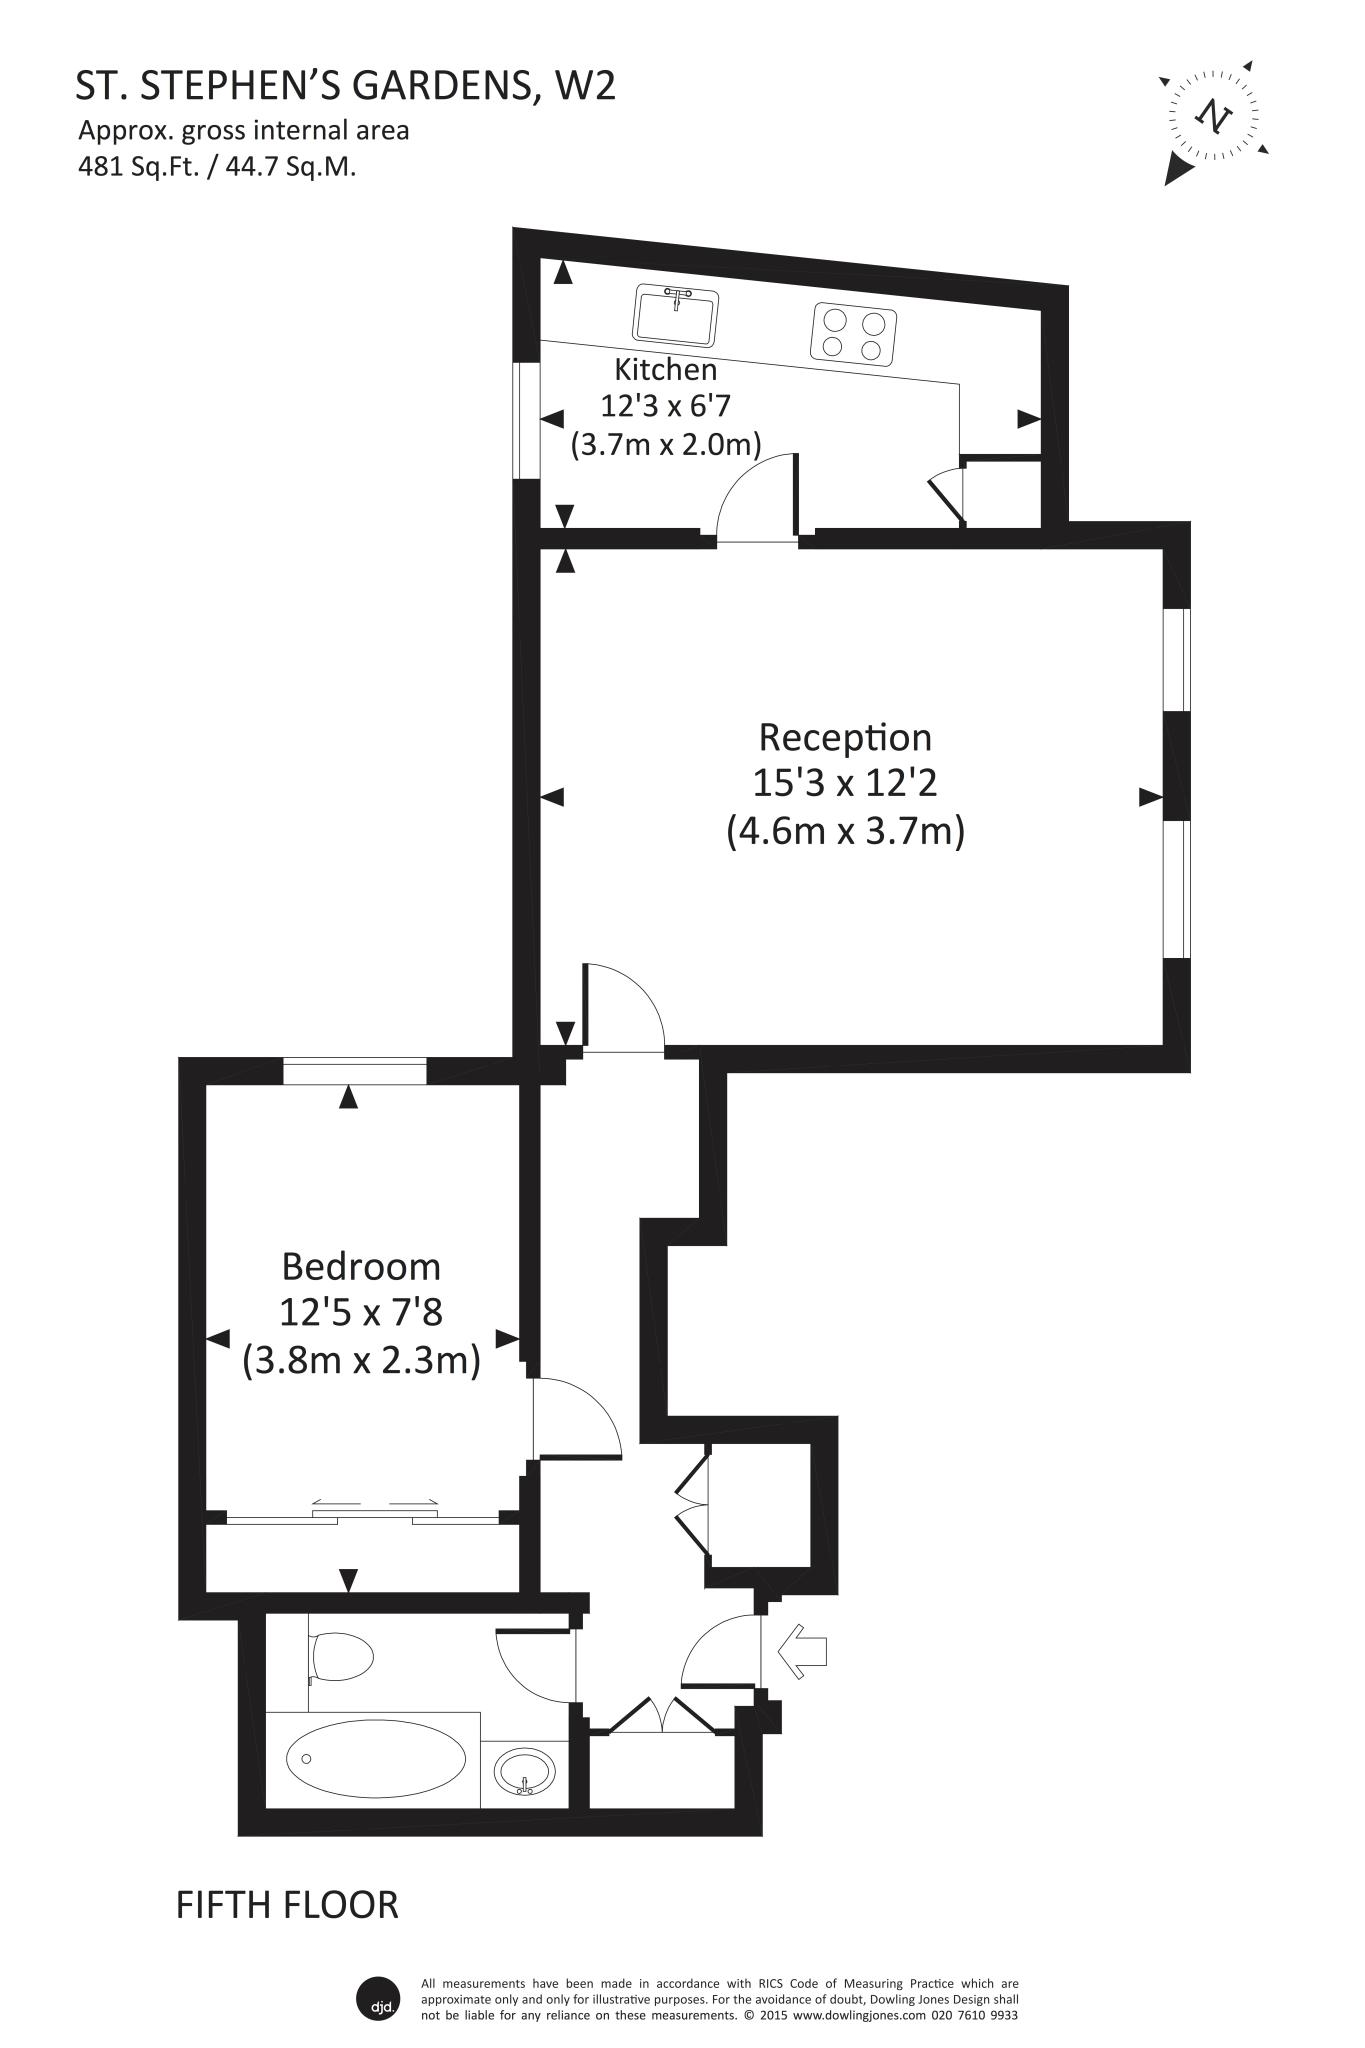 ST. STEPHEN'S GARDENS, W2
Approx. gross internal area
481 Sq.Ft. / 44.7 Sq.M.
N
Kitchen
12'3 x 6'7
(3.7m x 2.0m)
Reception
15'3 x 12'2
(4.6m x 3.7m)
Bedroom
12'5 x 7'8
(3.8m x 2.3m)
FIFTH FLOOR
djd.
All measurements have been made in accordance with RICS Code of Measuring Practice which are
approximate only and only for illustrative purposes. For the avoidance of doubt, Dowling Jones Design shall
not be liable for any reliance on these measurements. © 2015 www.dowlingjones.com 020 7610 9933